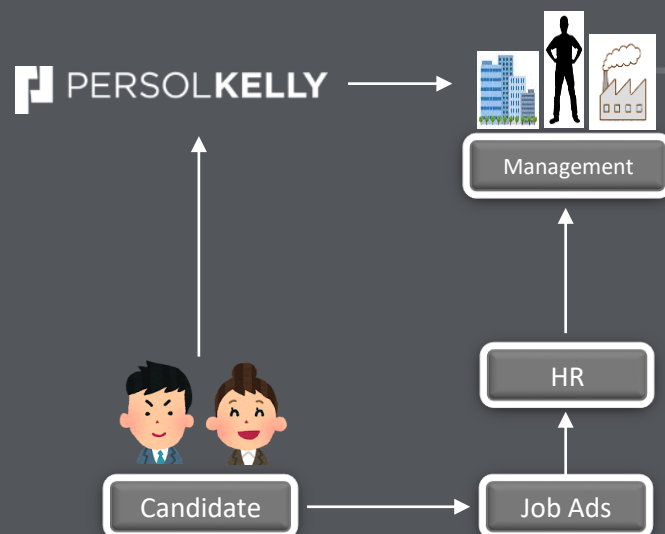 PERSOLKELLY
Management
HR
Candidate
Job Ads